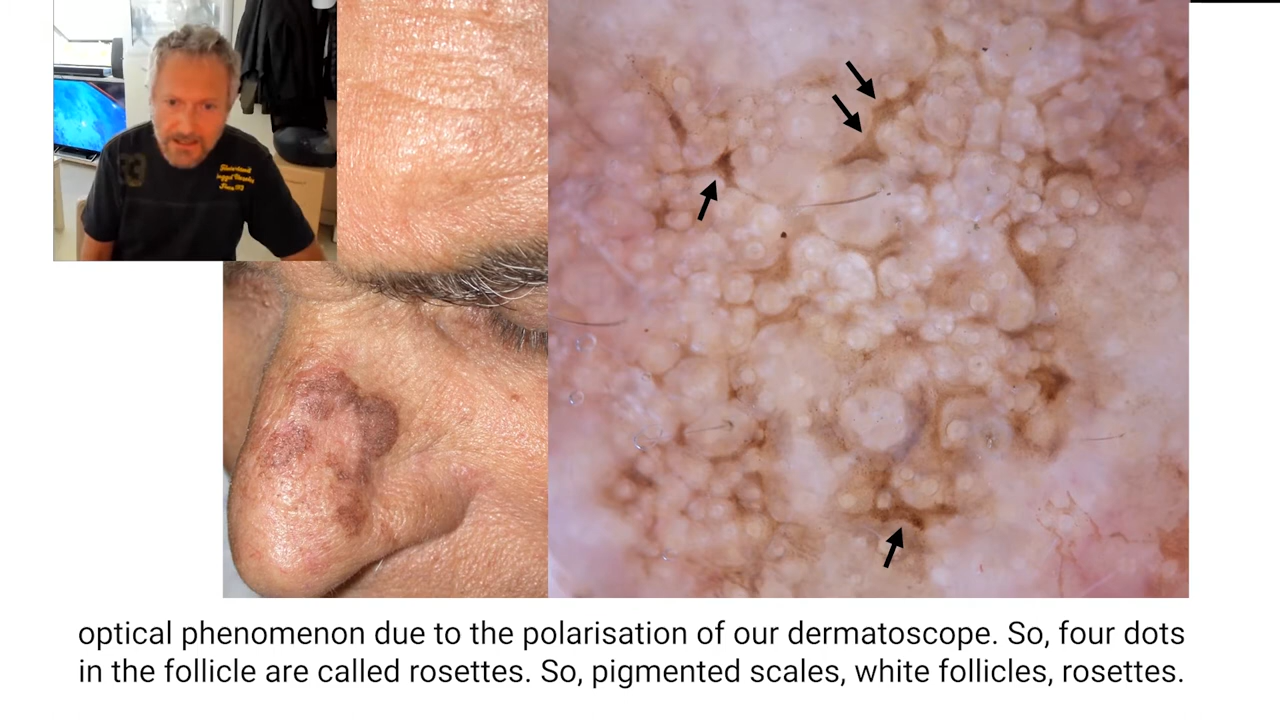 optical phenomenon due to the polarisation of our dermatoscope. So, four dots
in the follicle are called rosettes. So, pigmented scales, white follicles, rosettes.